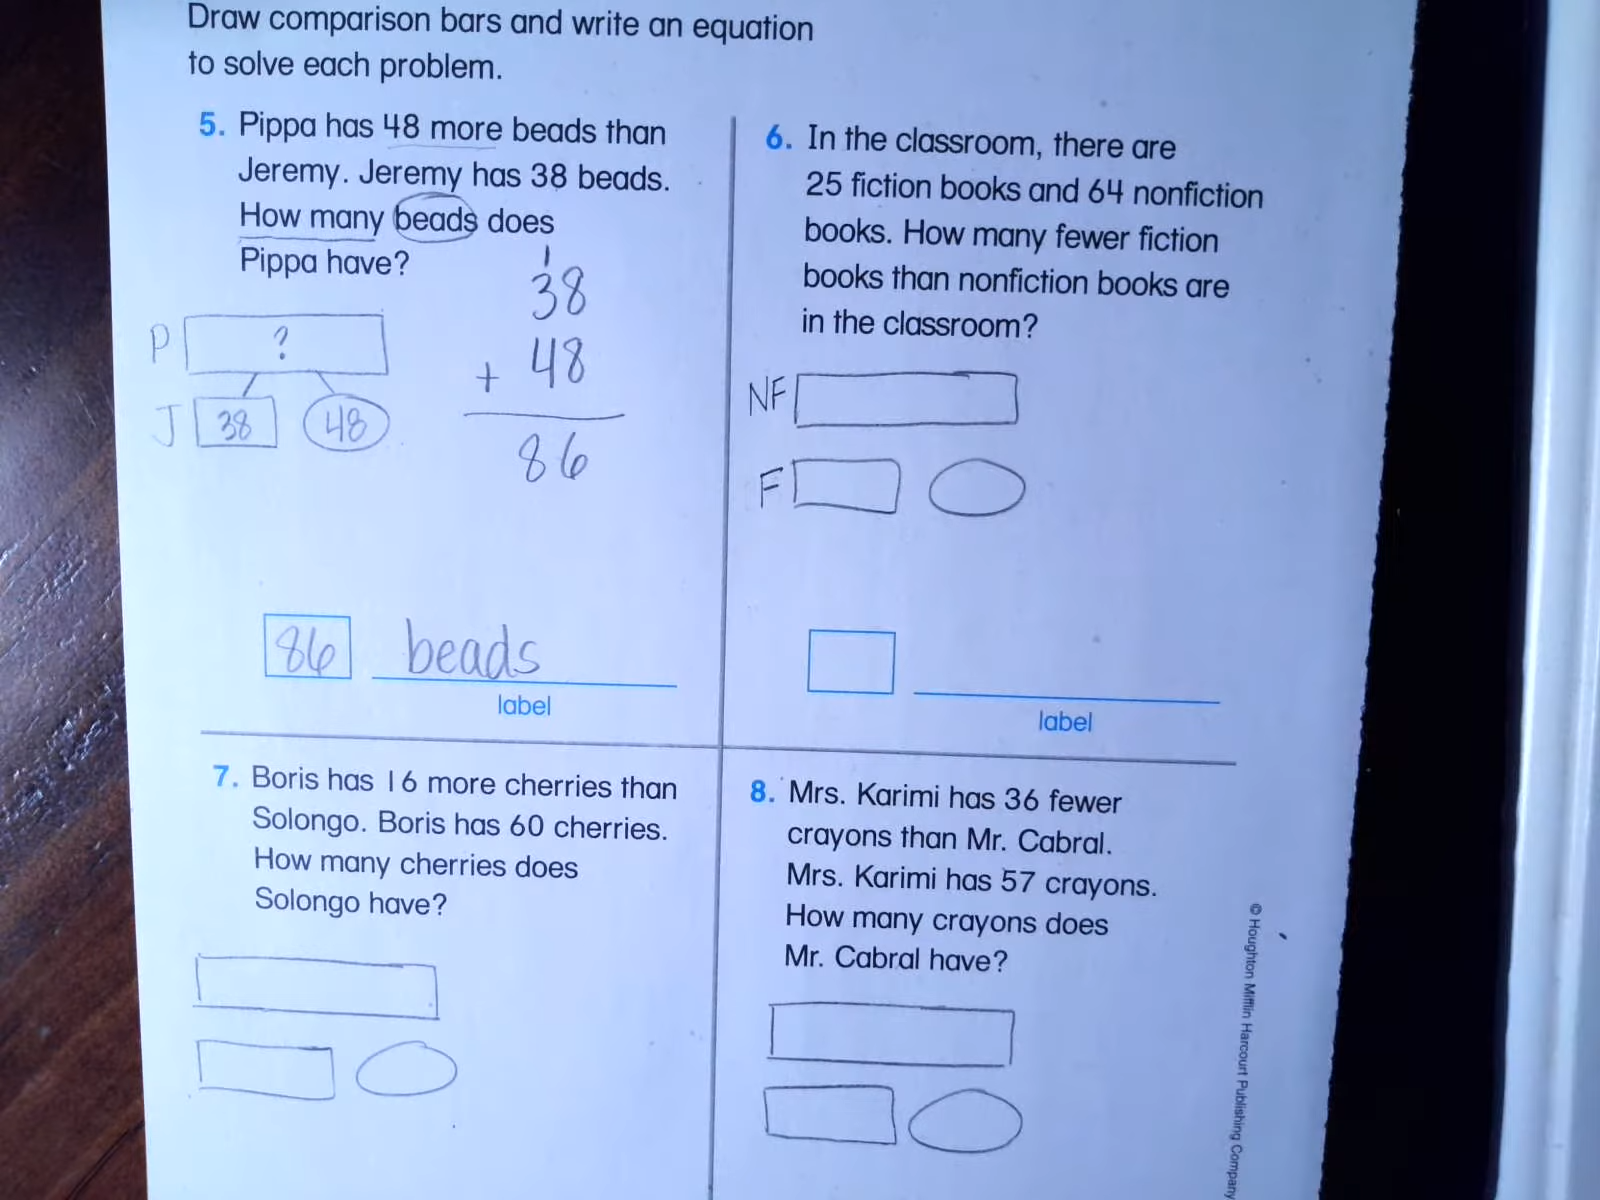 Draw comparison bars and write an equation
to solve each problem.
5. Pippa has 48 more beads than
Jeremy. Jeremy has 38 beads.
How many beads does
Pippa have?
1
38
+ 48
86
P ?
J 38 48
86 beads
label
6. In the classroom, there are
25 fiction books and 64 nonfiction
books. How many fewer fiction
books than nonfiction books are
in the classroom?
NF
F
label
7. Boris has 16 more cherries than
Solongo. Boris has 60 cherries.
How many cherries does
Solongo have?
8. Mrs. Karimi has 36 fewer
crayons than Mr. Cabral.
Mrs. Karimi has 57 crayons.
How many crayons does
Mr. Cabral have?
© Houghton Mifflin Harcourt Publishing Company